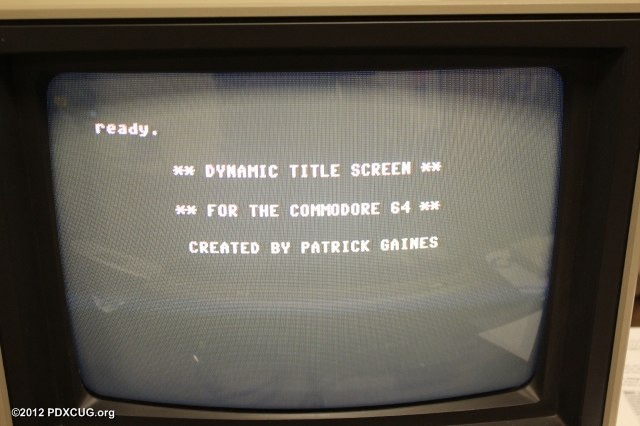 ready.
** DYNAMIC TITLE SCREEN **
** FOR THE COMMODORE 64 **
CREATED BY PATRICK GAINES
©2012 PDXCUG.org